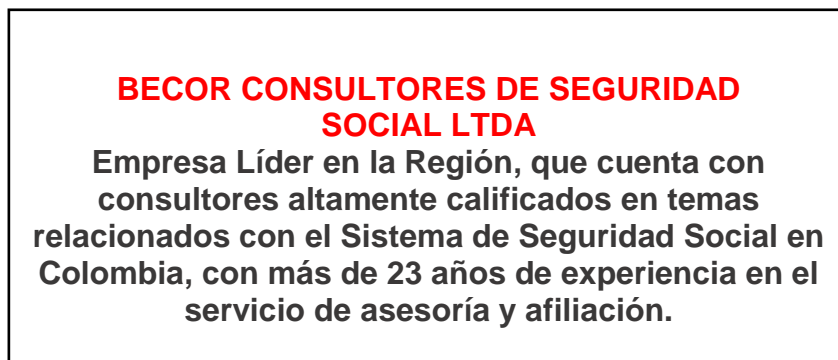 BECOR CONSULTORES DE SEGURIDAD
SOCIAL LTDA
Empresa Líder en la Región, que cuenta con
consultores altamente calificados en temas
relacionados con el Sistema de Seguridad Social en
Colombia, con más de 23 años de experiencia en el
servicio de asesoría y afiliación.